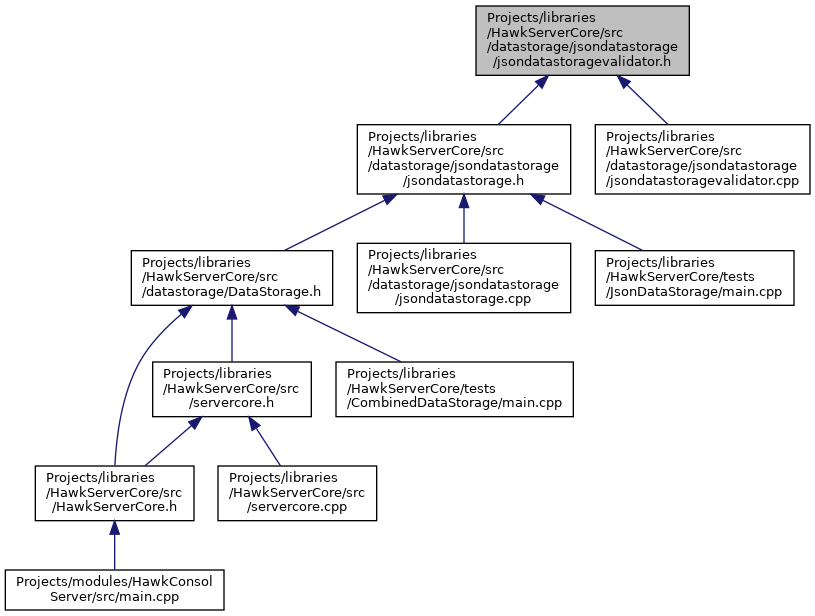 Projects/libraries
/HawkServerCore/src
/datastorage/jsondatastorage
/jsondatastoragevalidator.h
Projects/libraries
/HawkServerCore/src
/datastorage/jsondatastorage
/jsondatastorage.h
Projects/libraries
/HawkServerCore/src
/datastorage/jsondatastorage
/jsondatastoragevalidator.cpp
Projects/libraries
/HawkServerCore/src
/datastorage/DataStorage.h
Projects/libraries
/HawkServerCore/src
/datastorage/jsondatastorage
/jsondatastorage.cpp
Projects/libraries
/HawkServerCore/tests
/JsonDataStorage/main.cpp
Projects/libraries
/HawkServerCore/src
/servercore.h
Projects/libraries
/HawkServerCore/tests
/CombinedDataStorage/main.cpp
Projects/libraries
/HawkServerCore/src
/HawkServerCore.h
Projects/libraries
/HawkServerCore/src
/servercore.cpp
Projects/modules/HawkConsol
Server/src/main.cpp